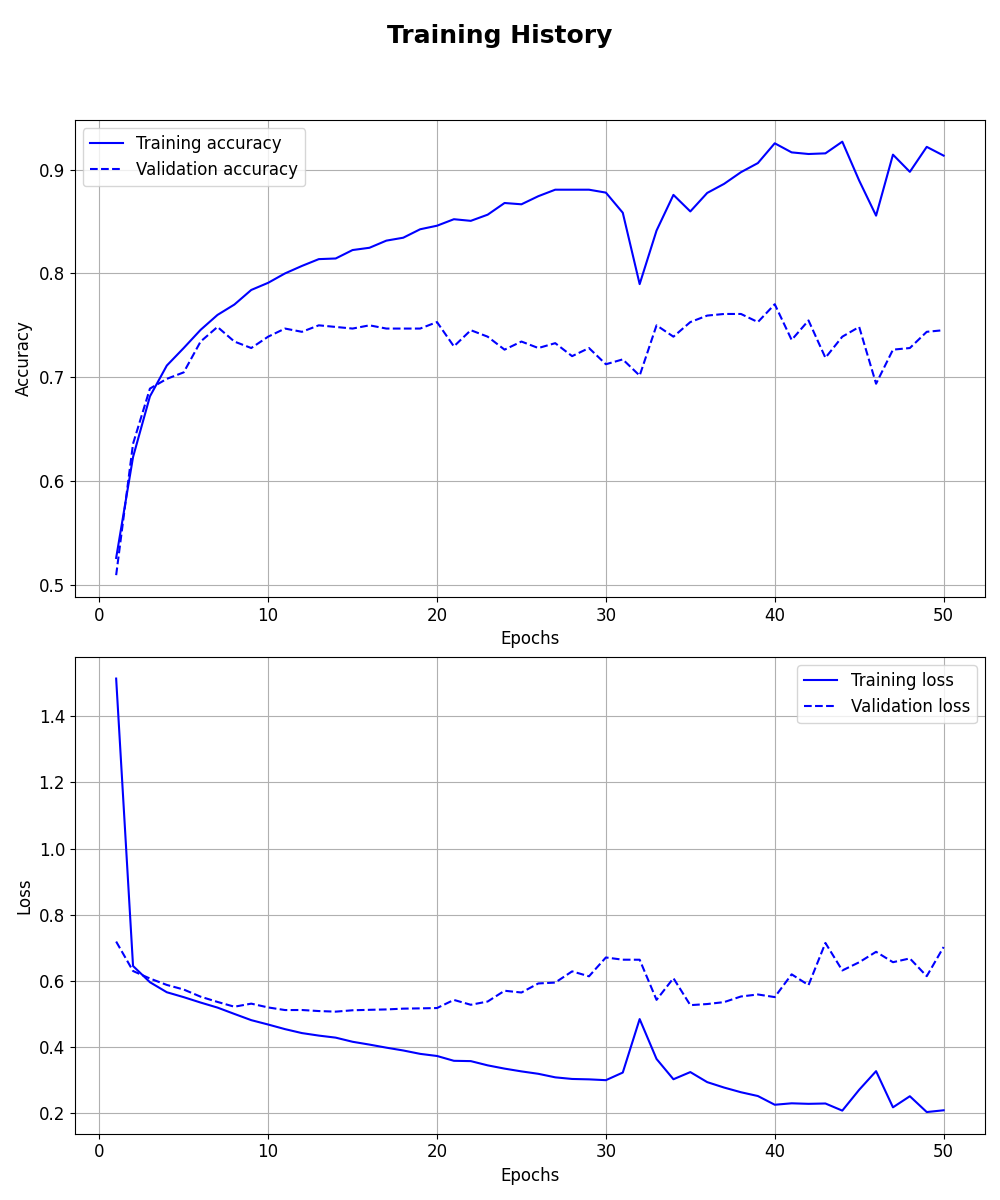 Training History
Training accuracy
Validation accuracy
0.9
0.8
0.7
0.6
0.5
Accuracy
0 10 20 30 40 50
Epochs
Training loss
Validation loss
1.4
1.2
1.0
0.8
0.6
0.4
0.2
Loss
0 10 20 30 40 50
Epochs